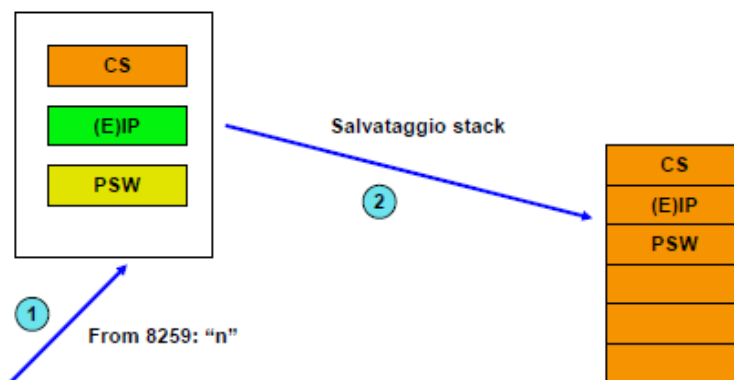 CS
(E)IP
PSW
Salvataggio stack
2
CS
(E)IP
PSW
1
From 8259: “n”